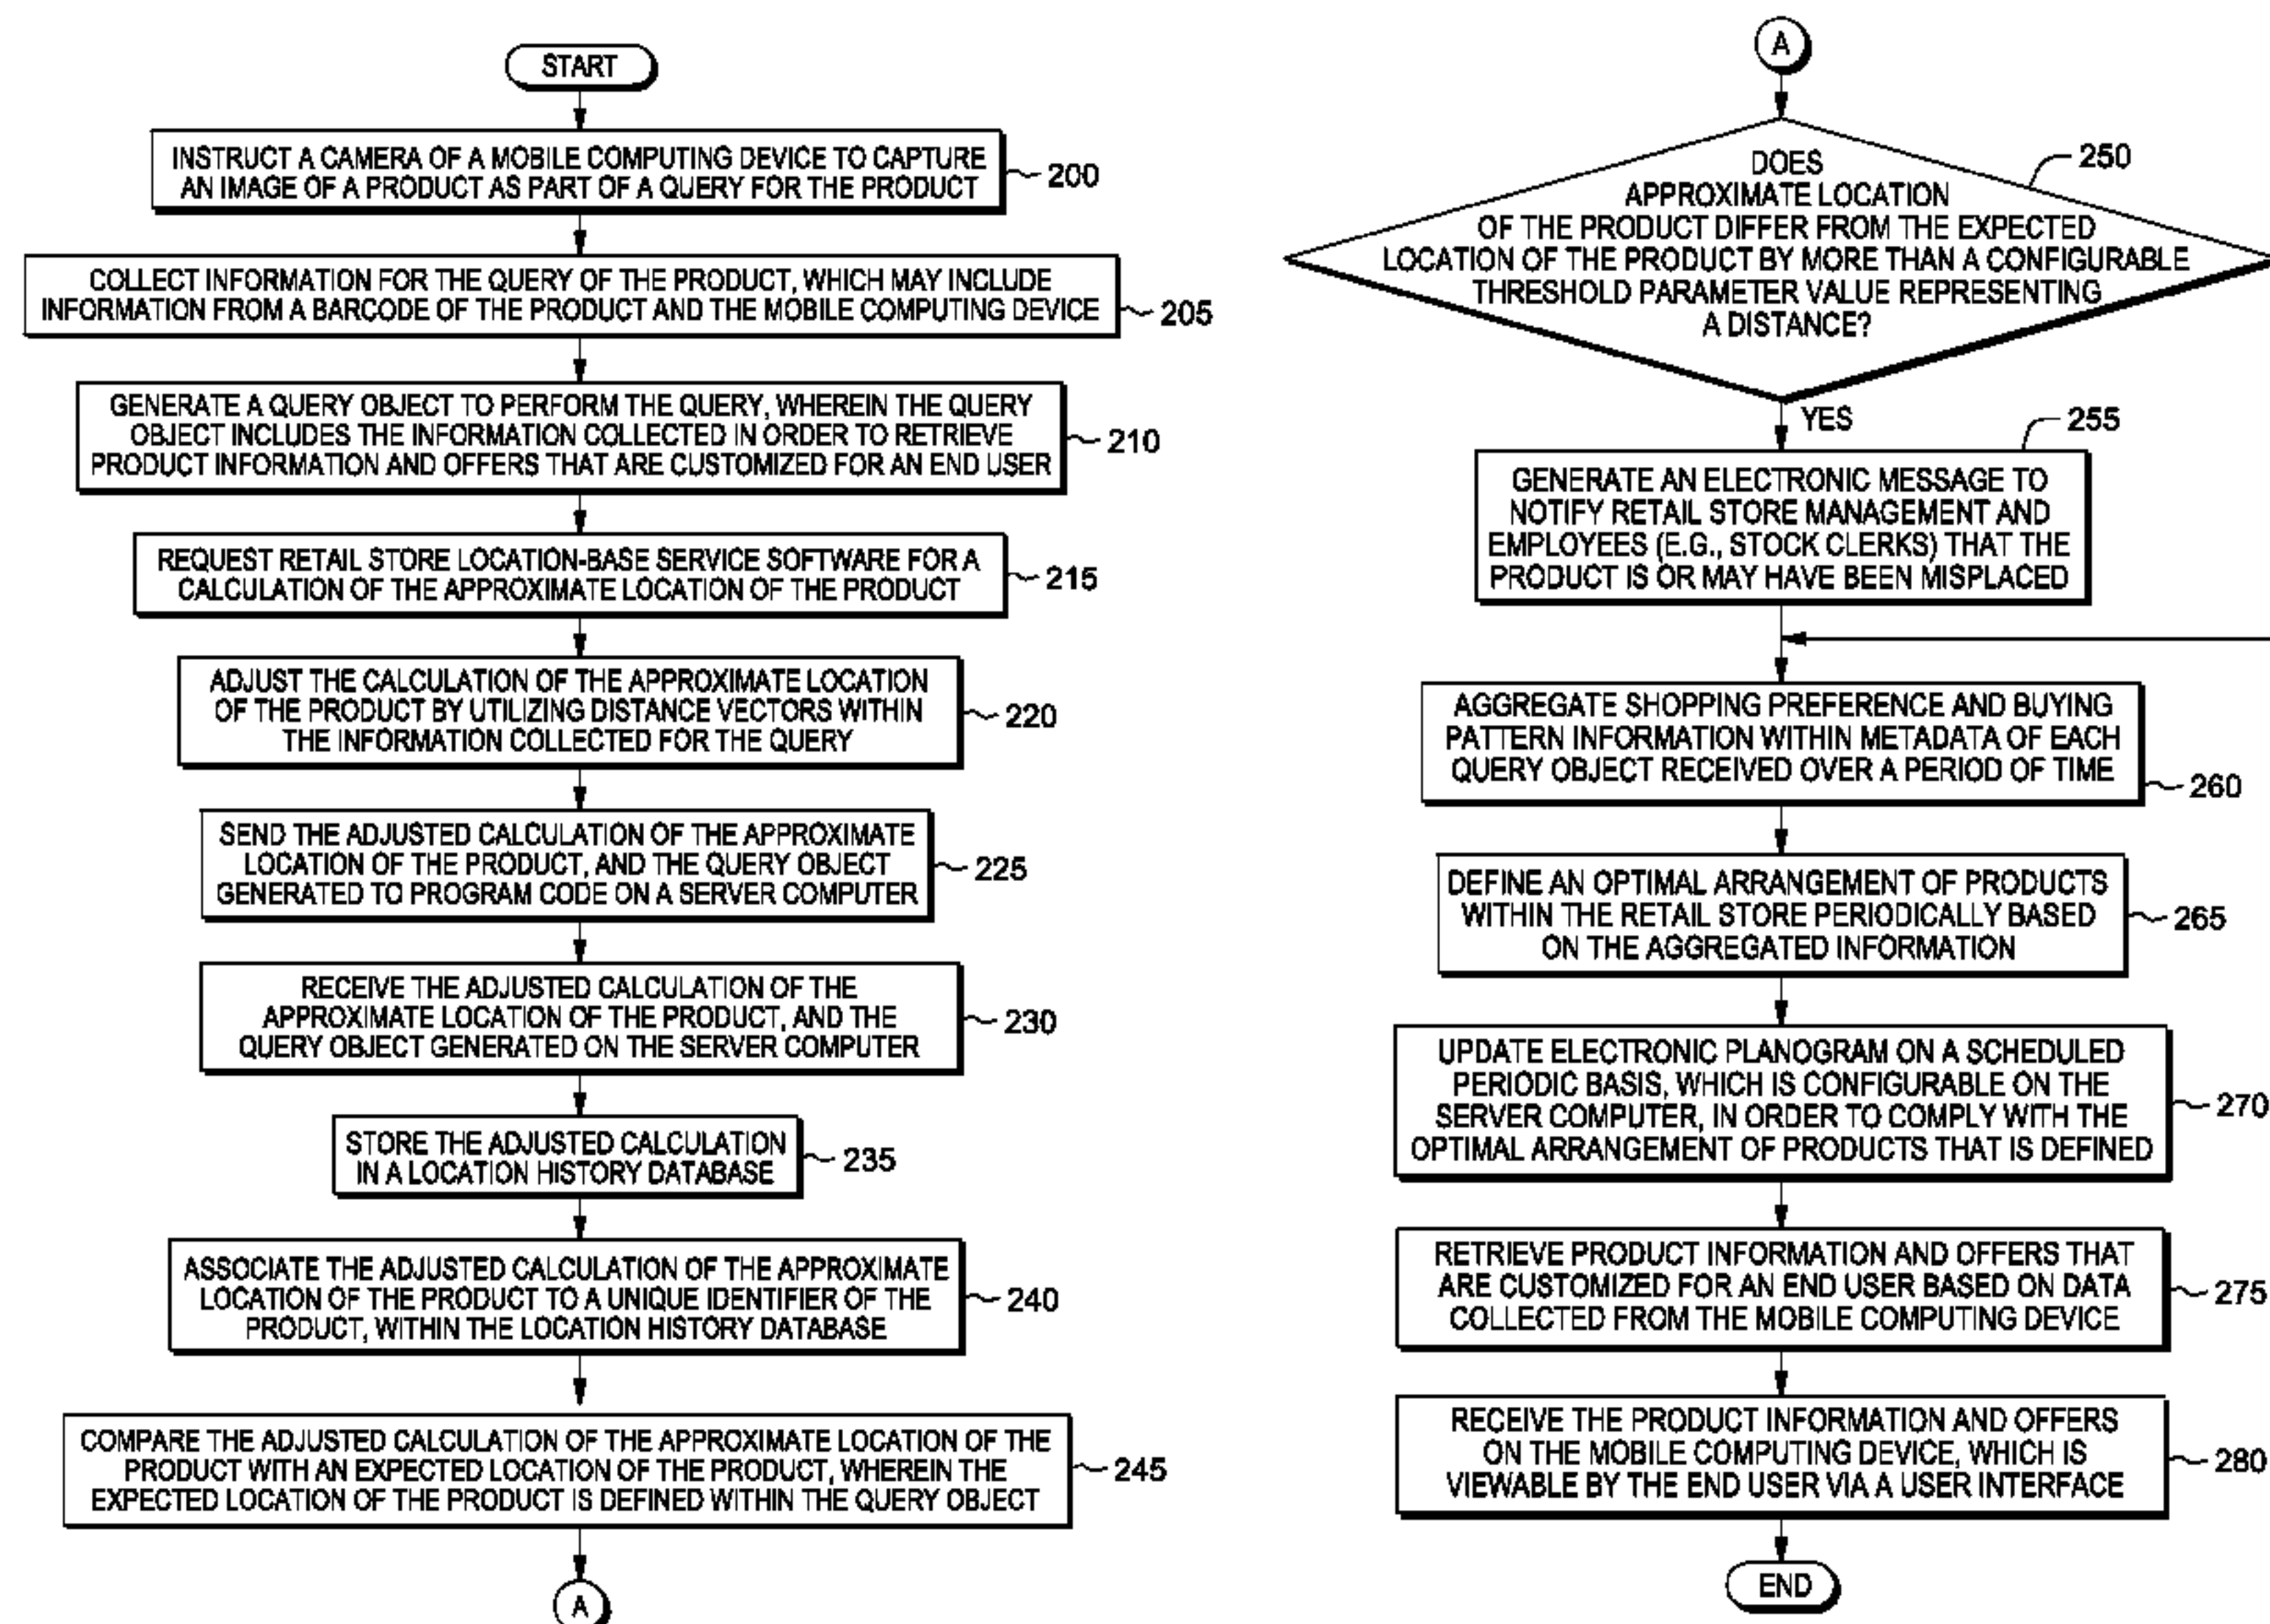 START
INSTRUCT A CAMERA OF A MOBILE COMPUTING DEVICE TO CAPTURE
AN IMAGE OF A PRODUCT AS PART OF A QUERY FOR THE PRODUCT
200
COLLECT INFORMATION FOR THE QUERY OF THE PRODUCT, WHICH MAY INCLUDE
INFORMATION FROM A BARCODE OF THE PRODUCT AND THE MOBILE COMPUTING DEVICE
205
GENERATE A QUERY OBJECT TO PERFORM THE QUERY, WHEREIN THE QUERY
OBJECT INCLUDES THE INFORMATION COLLECTED IN ORDER TO RETRIEVE
PRODUCT INFORMATION AND OFFERS THAT ARE CUSTOMIZED FOR AN END USER
210
REQUEST RETAIL STORE LOCATION-BASE SERVICE SOFTWARE FOR A
CALCULATION OF THE APPROXIMATE LOCATION OF THE PRODUCT
215
ADJUST THE CALCULATION OF THE APPROXIMATE LOCATION
OF THE PRODUCT BY UTILIZING DISTANCE VECTORS WITHIN
THE INFORMATION COLLECTED FOR THE QUERY
220
SEND THE ADJUSTED CALCULATION OF THE APPROXIMATE
LOCATION OF THE PRODUCT, AND THE QUERY OBJECT
GENERATED TO PROGRAM CODE ON A SERVER COMPUTER
225
RECEIVE THE ADJUSTED CALCULATION OF THE
APPROXIMATE LOCATION OF THE PRODUCT, AND THE
QUERY OBJECT GENERATED ON THE SERVER COMPUTER
230
STORE THE ADJUSTED CALCULATION
IN A LOCATION HISTORY DATABASE
235
ASSOCIATE THE ADJUSTED CALCULATION OF THE APPROXIMATE
LOCATION OF THE PRODUCT TO A UNIQUE IDENTIFIER OF THE
PRODUCT, WITHIN THE LOCATION HISTORY DATABASE
240
COMPARE THE ADJUSTED CALCULATION OF THE APPROXIMATE LOCATION OF THE
PRODUCT WITH AN EXPECTED LOCATION OF THE PRODUCT, WHEREIN THE
EXPECTED LOCATION OF THE PRODUCT IS DEFINED WITHIN THE QUERY OBJECT
245
A
A
DOES
APPROXIMATE LOCATION
OF THE PRODUCT DIFFER FROM THE EXPECTED
LOCATION OF THE PRODUCT BY MORE THAN A CONFIGURABLE
THRESHOLD PARAMETER VALUE REPRESENTING
A DISTANCE?
250
YES
GENERATE AN ELECTRONIC MESSAGE TO
NOTIFY RETAIL STORE MANAGEMENT AND
EMPLOYEES (E.G., STOCK CLERKS) THAT THE
PRODUCT IS OR MAY HAVE BEEN MISPLACED
255
AGGREGATE SHOPPING PREFERENCE AND BUYING
PATTERN INFORMATION WITHIN METADATA OF EACH
QUERY OBJECT RECEIVED OVER A PERIOD OF TIME
260
DEFINE AN OPTIMAL ARRANGEMENT OF PRODUCTS
WITHIN THE RETAIL STORE PERIODICALLY BASED
ON THE AGGREGATED INFORMATION
265
UPDATE ELECTRONIC PLANOGRAM ON A SCHEDULED
PERIODIC BASIS, WHICH IS CONFIGURABLE ON THE
SERVER COMPUTER, IN ORDER TO COMPLY WITH THE
OPTIMAL ARRANGEMENT OF PRODUCTS THAT IS DEFINED
270
RETRIEVE PRODUCT INFORMATION AND OFFERS THAT
ARE CUSTOMIZED FOR AN END USER BASED ON DATA
COLLECTED FROM THE MOBILE COMPUTING DEVICE
275
RECEIVE THE PRODUCT INFORMATION AND OFFERS
ON THE MOBILE COMPUTING DEVICE, WHICH IS
VIEWABLE BY THE END USER VIA A USER INTERFACE
280
END